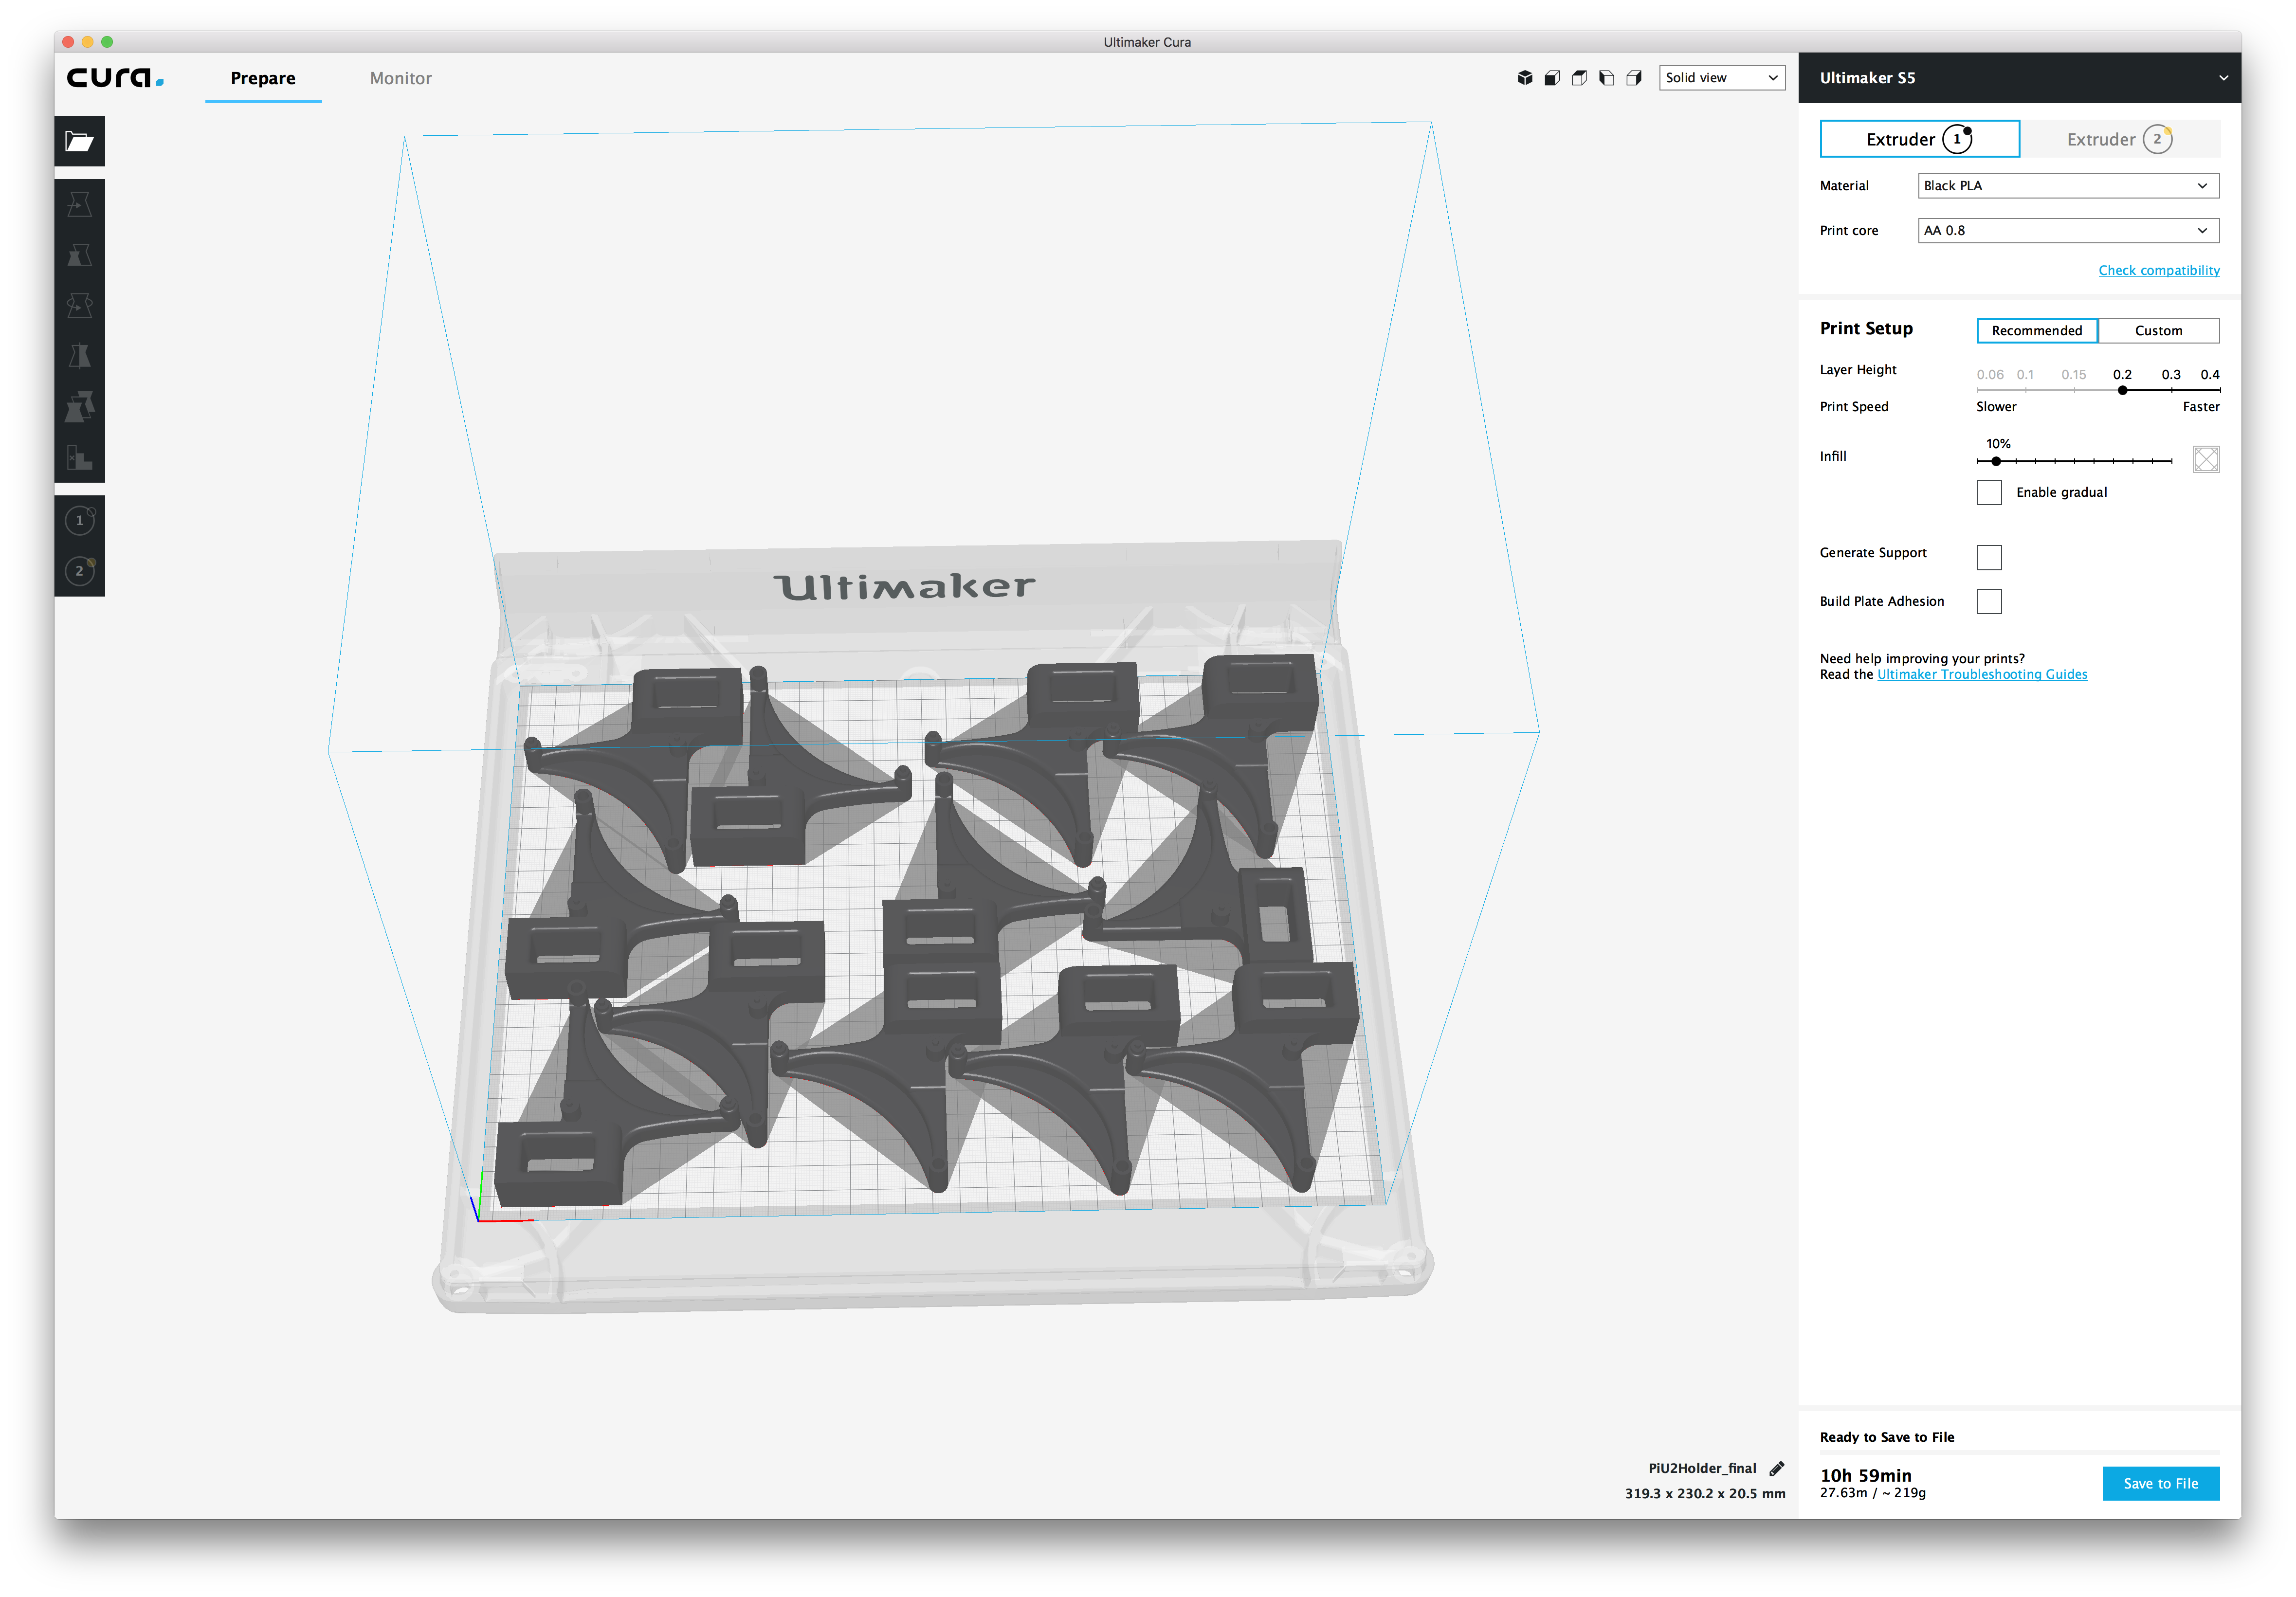 Ultimaker Cura
cura.
Prepare
Monitor
Solid view
Ultimaker S5
Extruder 1
Extruder 2
Material
Black PLA
Print core
AA 0.8
Check compatibility
Print Setup
Recommended
Custom
Layer Height
0.06 0.1 0.15 0.2 0.3 0.4
Print Speed
Slower
Faster
10%
Infill
Enable gradual
Generate Support
Build Plate Adhesion
Need help improving your prints?
Read the Ultimaker Troubleshooting Guides
1
2
Ultimaker
PiU2Holder_final
319.3 x 230.2 x 20.5 mm
Ready to Save to File
10h 59min
27.63m / ~ 219g
Save to File